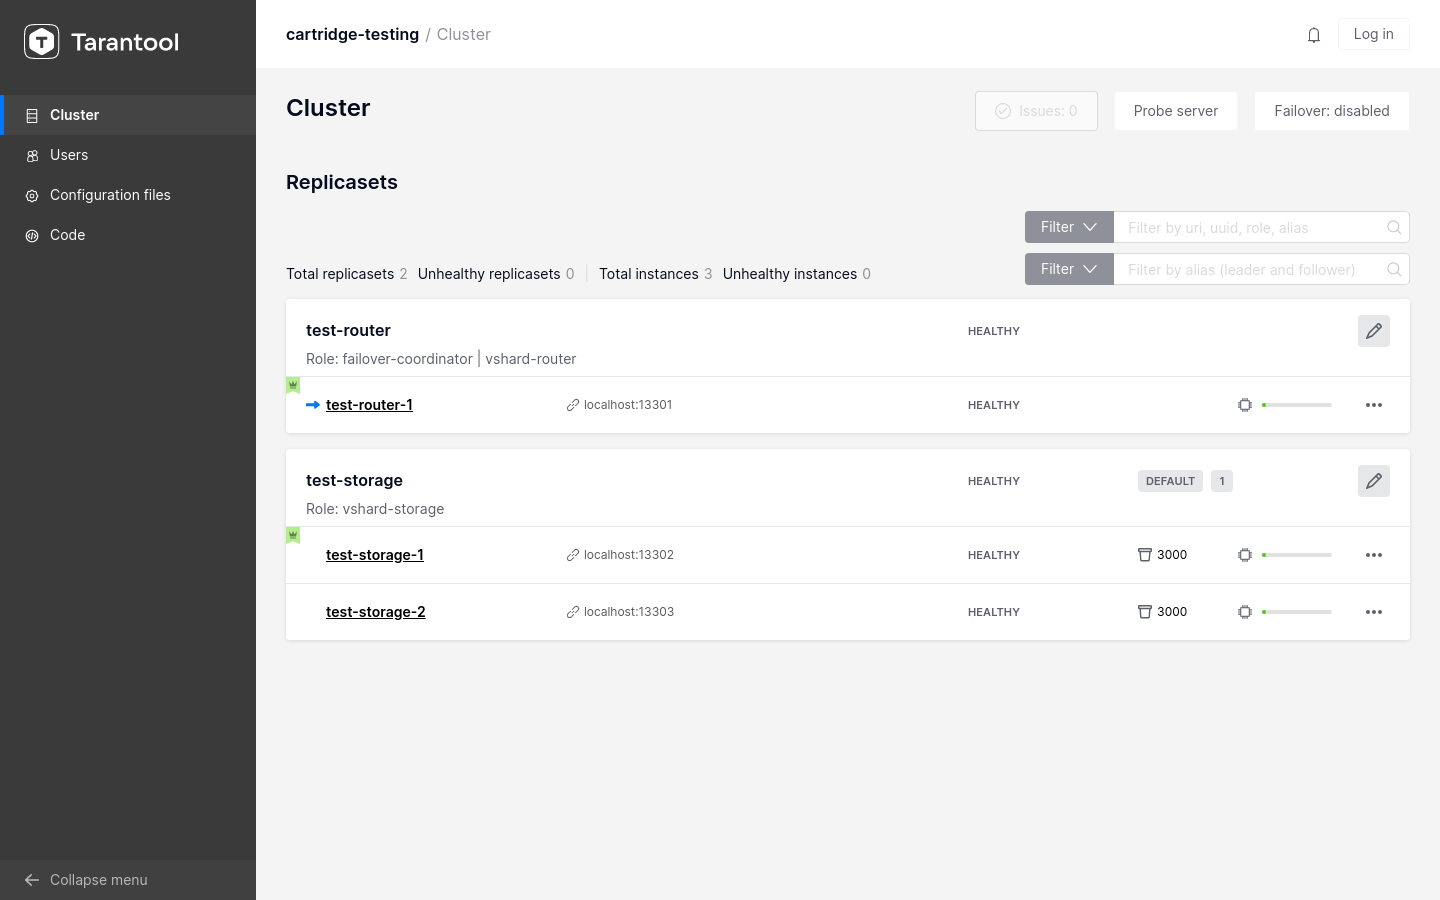 Tarantool
cartridge-testing / Cluster
Log in
Cluster
Users
Configuration files
Code
Collapse menu
Cluster
Issues: 0
Probe server
Failover: disabled
Replicasets
Filter
Filter by uri, uuid, role, alias
Total replicasets 2 Unhealthy replicasets 0 Total instances 3 Unhealthy instances 0
Filter
Filter by alias (leader and follower)
test-router
HEALTHY
Role: failover-coordinator | vshard-router
test-router-1
localhost:13301
HEALTHY
test-storage
HEALTHY
DEFAULT
1
Role: vshard-storage
test-storage-1
localhost:13302
HEALTHY
3000
test-storage-2
localhost:13303
HEALTHY
3000